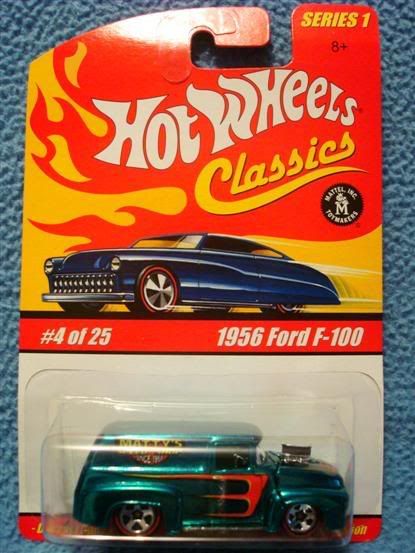 SERIES 1
8+
HOT WHEELS
Classics
MATTEL, INC.
M
TOYMAKERS
#4 of 25
1956 Ford F-100
MATTY'S